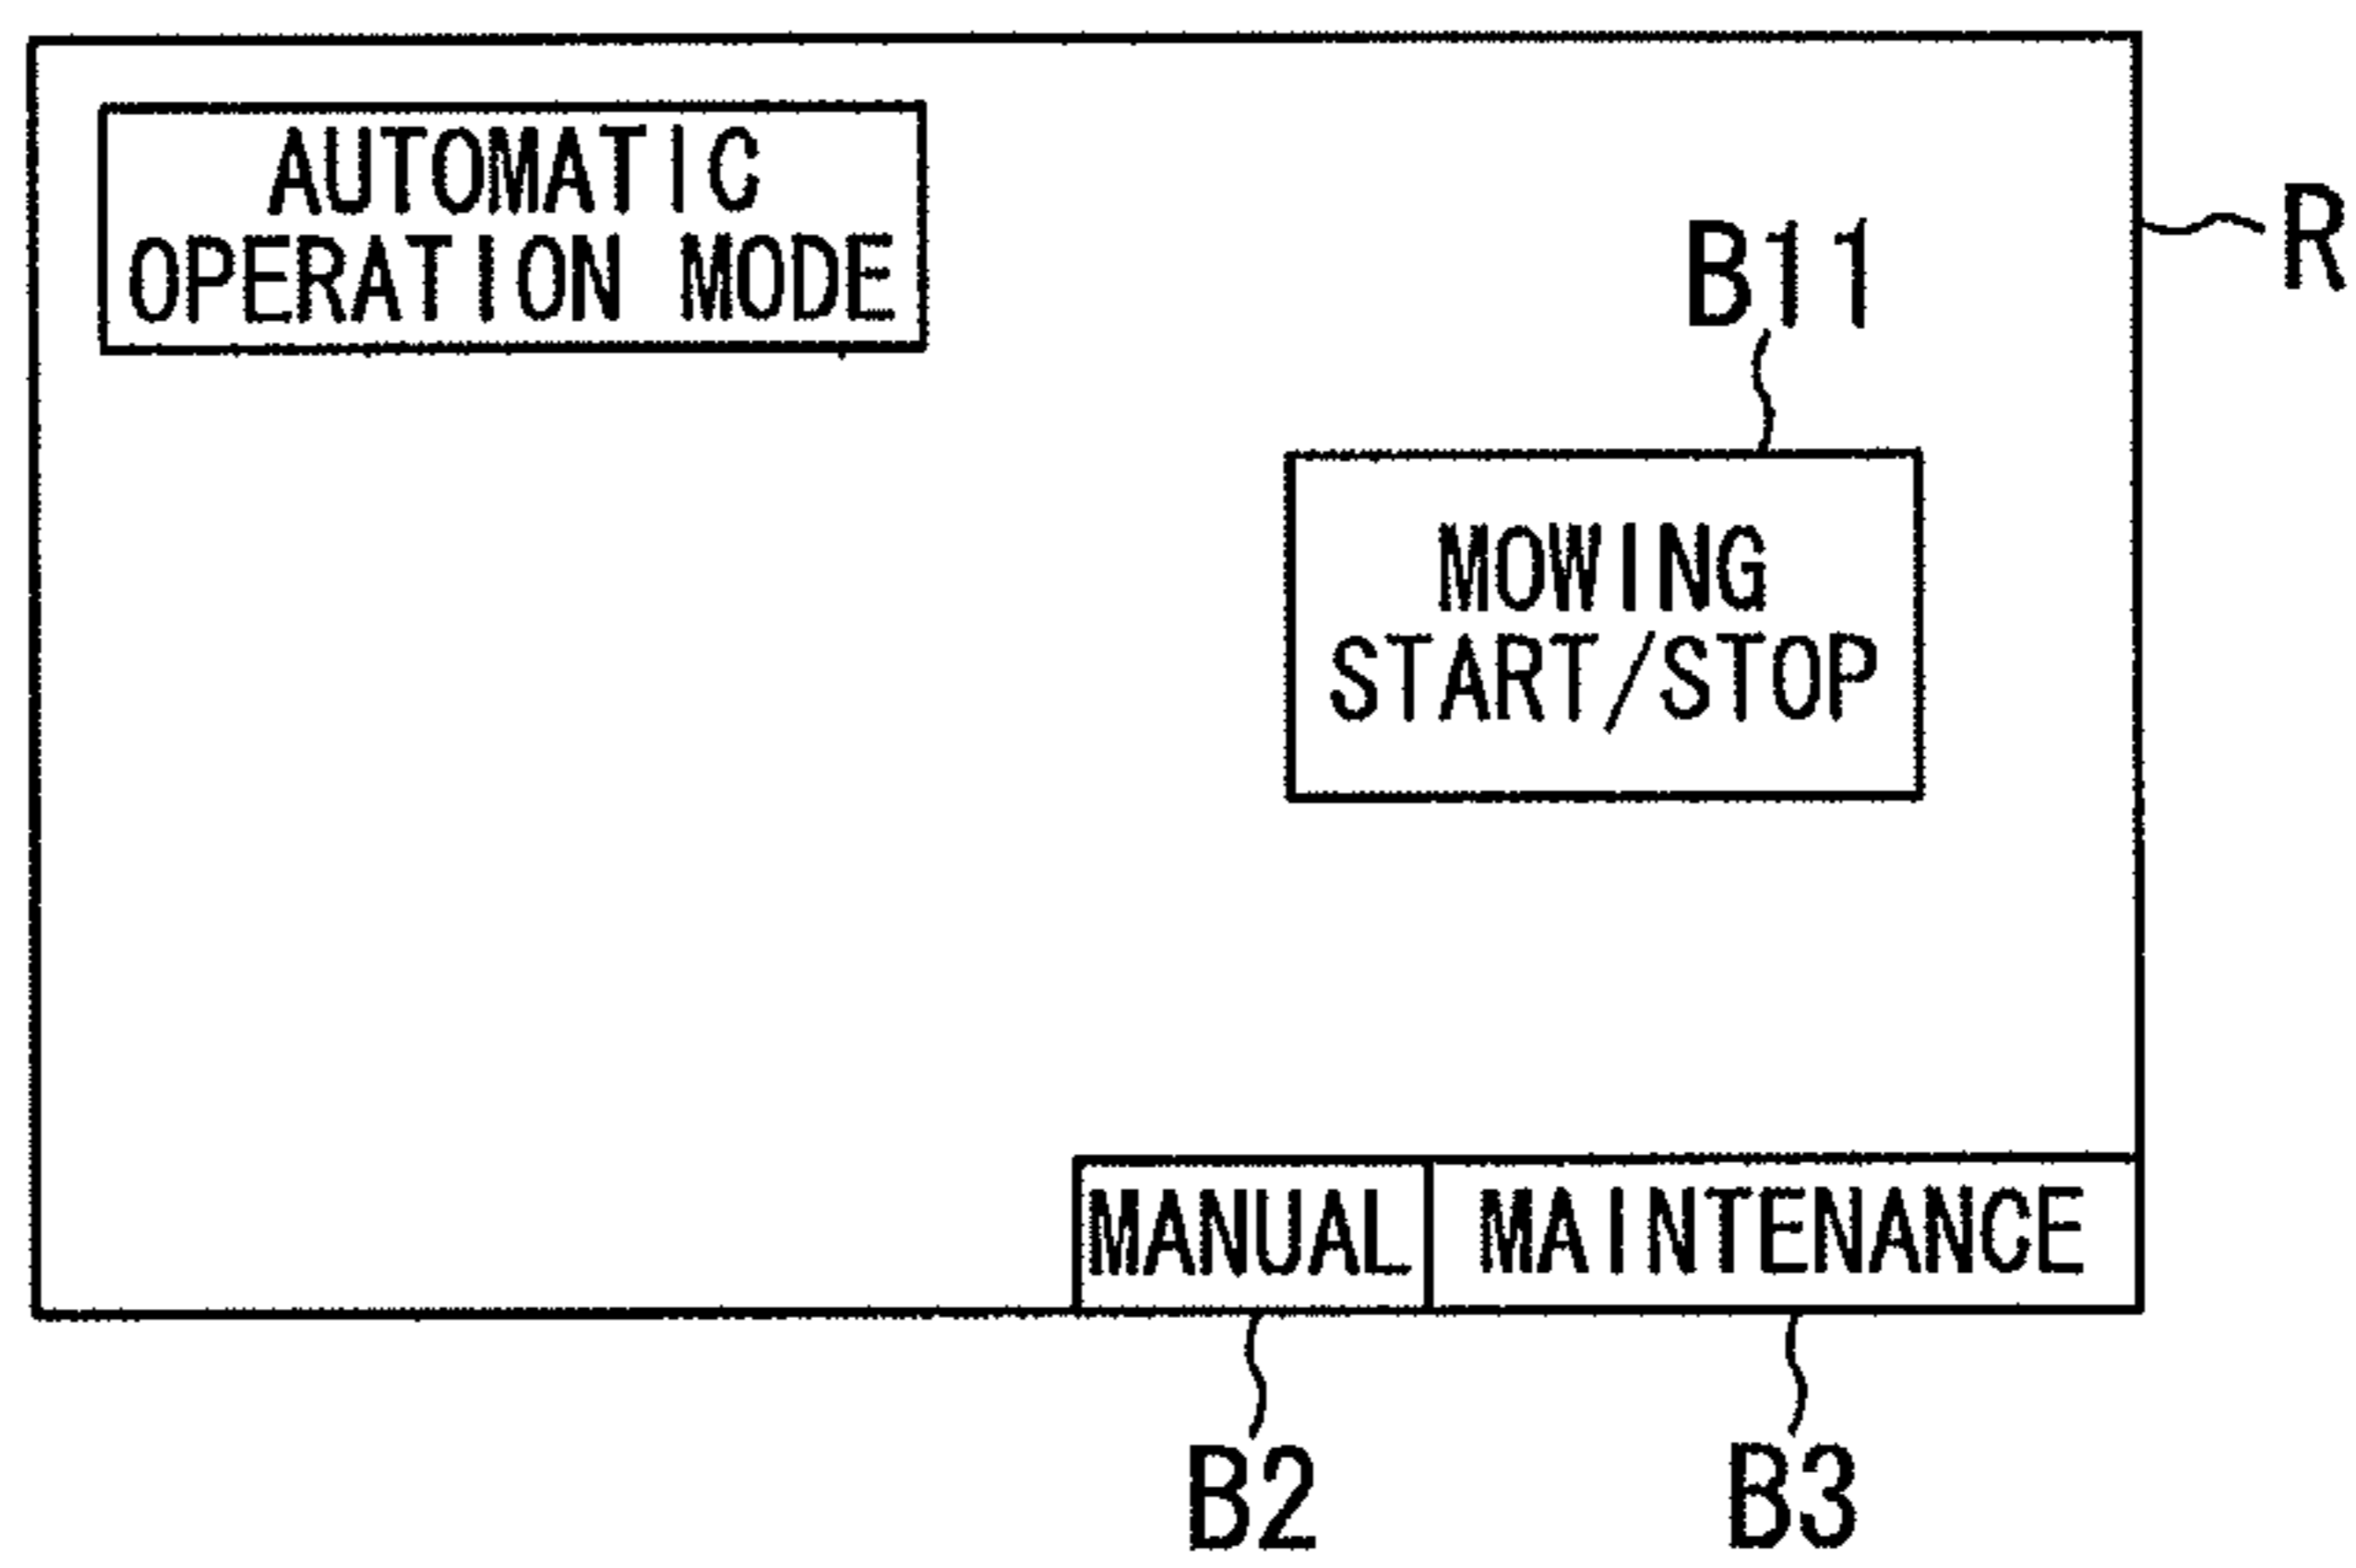 AUTOMATIC
OPERATION MODE
R
B11
MOWING
START/STOP
MANUAL
MAINTENANCE
B2
B3